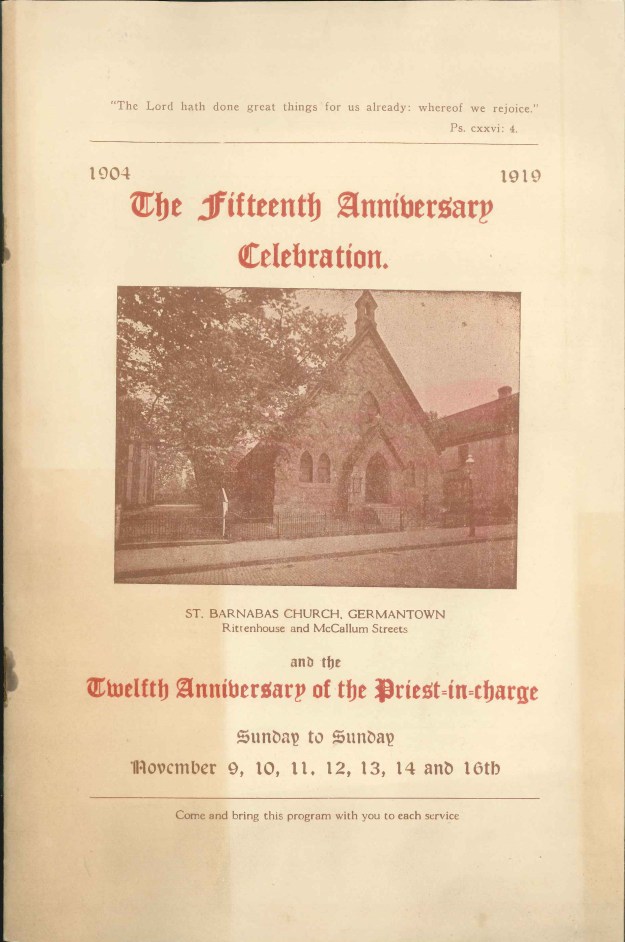 "The Lord hath done great things for us already: whereof we rejoice."
Ps. cxxvi: 4.
1904 1919
The Fifteenth Anniversary
Celebration.
ST. BARNABAS CHURCH, GERMANTOWN
Rittenhouse and McCallum Streets
and the
Twelfth Anniversary of the Priest-in-charge
Sunday to Sunday
November 9, 10, 11, 12, 13, 14 and 16th
Come and bring this program with you to each service